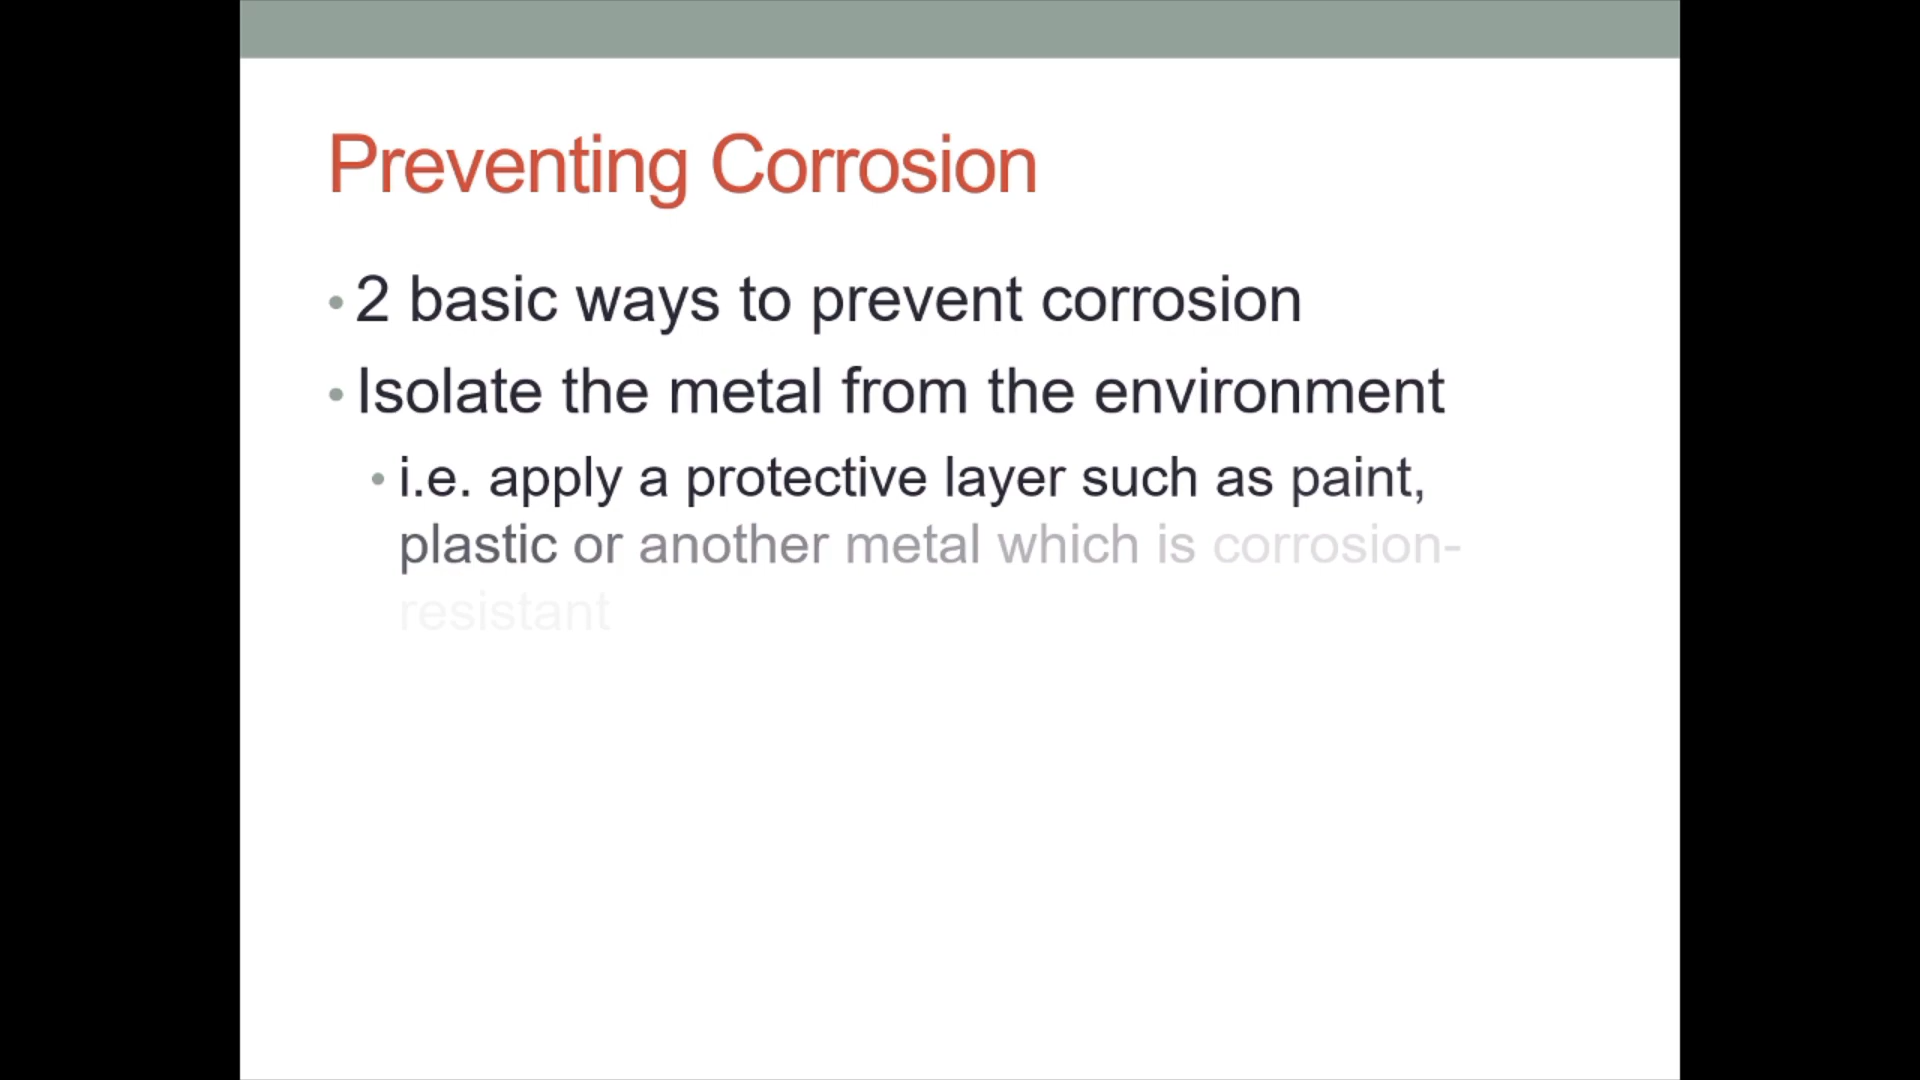 Preventing Corrosion
• 2 basic ways to prevent corrosion
• Isolate the metal from the environment
• i.e. apply a protective layer such as paint,
plastic or another metal which is corrosion-
resistant